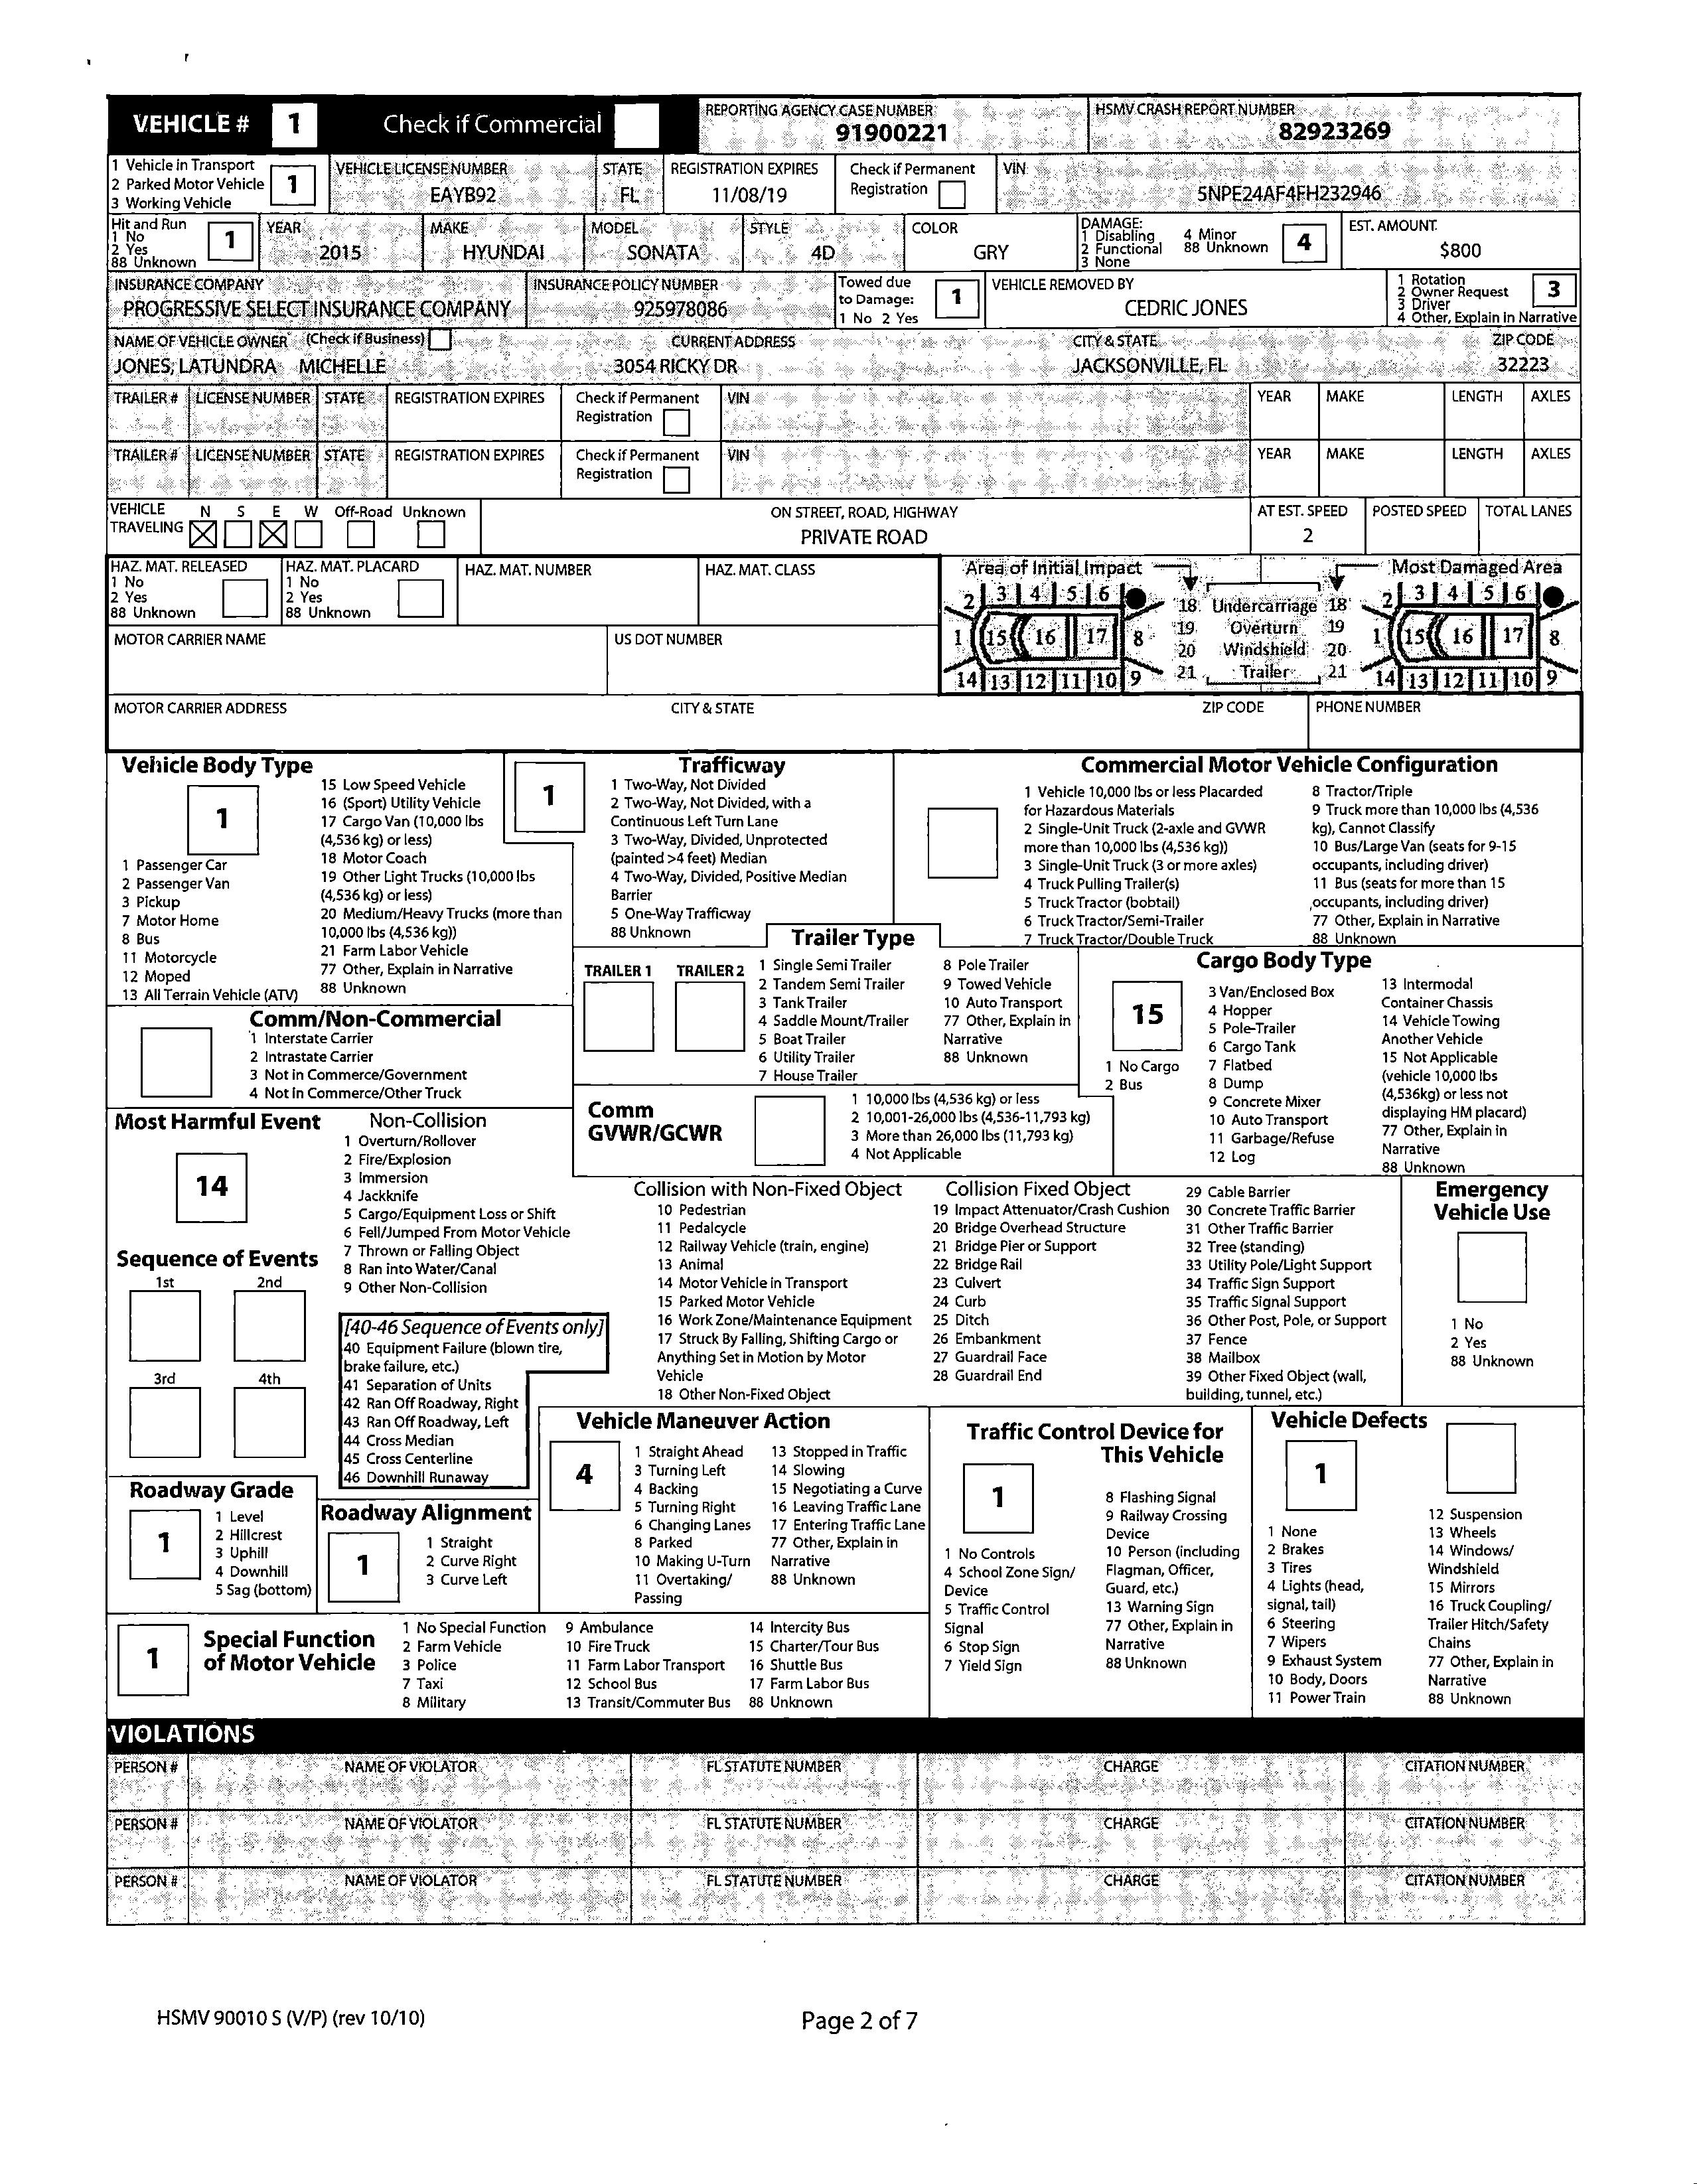 VEHICLE # 1 Check if Commercial REPORTING AGENCY CASE NUMBER 91900221 HSMV CRASH REPORT NUMBER 82923269
1 Vehicle in Transport
2 Parked Motor Vehicle
3 Working Vehicle
1
VEHICLE LICENSE NUMBER EAYB92
STATE FL
REGISTRATION EXPIRES 11/08/19
Check if Permanent Registration
VIN 5NPE24AF4FH232946
Hit and Run
1 No
2 Yes
88 Unknown
1
YEAR 2015
MAKE HYUNDAI
MODEL SONATA
STYLE 4D
COLOR GRY
DAMAGE:
1 Disabling 4 Minor
2 Functional 88 Unknown
3 None
4
EST. AMOUNT $800
INSURANCE COMPANY
PROGRESSIVE SELECT INSURANCE COMPANY
INSURANCE POLICY NUMBER
925978086
Towed due
to Damage:
1 No 2 Yes
1
VEHICLE REMOVED BY
CEDRIC JONES
1 Rotation
2 Owner Request
3 Driver
4 Other, Explain in Narrative
3
NAME OF VEHICLE OWNER (Check if Business) CURRENT ADDRESS CITY & STATE ZIP CODE
JONES, LATUNDRA MICHELLE 3054 RICKY DR JACKSONVILLE, FL 32223
TRAILER # LICENSE NUMBER STATE REGISTRATION EXPIRES Check if Permanent Registration VIN YEAR MAKE LENGTH AXLES
TRAILER # LICENSE NUMBER STATE REGISTRATION EXPIRES Check if Permanent Registration VIN YEAR MAKE LENGTH AXLES
VEHICLE TRAVELING N S E W Off-Road Unknown
ON STREET, ROAD, HIGHWAY
PRIVATE ROAD
AT EST. SPEED
2
POSTED SPEED TOTAL LANES
HAZ. MAT. RELEASED
1 No
2 Yes
88 Unknown
HAZ. MAT. PLACARD
1 No
2 Yes
88 Unknown
HAZ. MAT. NUMBER
HAZ. MAT. CLASS
Area of Initial Impact Most Damaged Area
2 3 4 5 6
1 15 16 17 8
14 13 12 11 10 9
18 Undercarriage 18
19 Overturn 19
20 Windshield 20
21 Trailer 21
2 3 4 5 6
1 15 16 17 8
14 13 12 11 10 9
MOTOR CARRIER NAME US DOT NUMBER
MOTOR CARRIER ADDRESS CITY & STATE ZIP CODE PHONE NUMBER
Vehicle Body Type
1
1 Passenger Car
2 Passenger Van
3 Pickup
7 Motor Home
8 Bus
11 Motorcycle
12 Moped
13 All Terrain Vehicle (ATV)
15 Low Speed Vehicle
16 (Sport) Utility Vehicle
17 Cargo Van (10,000 lbs
(4,536 kg) or less)
18 Motor Coach
19 Other Light Trucks (10,000 lbs
(4,536 kg) or less)
20 Medium/Heavy Trucks (more than
10,000 lbs (4,536 kg))
21 Farm Labor Vehicle
77 Other, Explain in Narrative
88 Unknown
Trafficway
1
1 Two-Way, Not Divided
2 Two-Way, Not Divided, with a
Continuous Left Turn Lane
3 Two-Way, Divided, Unprotected
(painted >4 feet) Median
4 Two-Way, Divided, Positive Median
Barrier
5 One-Way Trafficway
88 Unknown
Commercial Motor Vehicle Configuration
1 Vehicle 10,000 lbs or less Placarded
for Hazardous Materials
2 Single-Unit Truck (2-axle and GVWR
more than 10,000 lbs (4,536 kg))
3 Single-Unit Truck (3 or more axles)
4 Truck Pulling Trailer(s)
5 Truck Tractor (bobtail)
6 Truck Tractor/Semi-Trailer
7 Truck Tractor/Double Truck
8 Tractor/Triple
9 Truck more than 10,000 lbs (4,536
kg), Cannot Classify
10 Bus/Large Van (seats for 9-15
occupants, including driver)
11 Bus (seats for more than 15
occupants, including driver)
77 Other, Explain in Narrative
88 Unknown
Trailer Type
TRAILER 1 TRAILER 2
1 Single Semi Trailer
2 Tandem Semi Trailer
3 Tank Trailer
4 Saddle Mount/Trailer
5 Boat Trailer
6 Utility Trailer
7 House Trailer
8 Pole Trailer
9 Towed Vehicle
10 Auto Transport
77 Other, Explain in
Narrative
88 Unknown
Cargo Body Type
15
1 No Cargo
2 Bus
3 Van/Enclosed Box
4 Hopper
5 Pole-Trailer
6 Cargo Tank
7 Flatbed
8 Dump
9 Concrete Mixer
10 Auto Transport
11 Garbage/Refuse
12 Log
13 Intermodal
Container Chassis
14 Vehicle Towing
Another Vehicle
15 Not Applicable
(vehicle 10,000 lbs
(4,536kg) or less not
displaying HM placard)
77 Other, Explain in
Narrative
88 Unknown
Comm/Non-Commercial
1 Interstate Carrier
2 Intrastate Carrier
3 Not in Commerce/Government
4 Not in Commerce/Other Truck
Comm
GVWR/GCWR
1 10,000 lbs (4,536 kg) or less
2 10,001-26,000 lbs (4,536-11,793 kg)
3 More than 26,000 lbs (11,793 kg)
4 Not Applicable
Most Harmful Event
14
Non-Collision
1 Overturn/Rollover
2 Fire/Explosion
3 Immersion
4 Jackknife
5 Cargo/Equipment Loss or Shift
6 Fell/Jumped From Motor Vehicle
7 Thrown or Falling Object
8 Ran into Water/Canal
9 Other Non-Collision
Sequence of Events
1st 2nd
3rd 4th
[40-46 Sequence of Events only]
40 Equipment Failure (blown tire,
brake failure, etc.)
41 Separation of Units
42 Ran Off Roadway, Right
43 Ran Off Roadway, Left
44 Cross Median
45 Cross Centerline
46 Downhill Runaway
Collision with Non-Fixed Object
10 Pedestrian
11 Pedalcycle
12 Railway Vehicle (train, engine)
13 Animal
14 Motor Vehicle in Transport
15 Parked Motor Vehicle
16 Work Zone/Maintenance Equipment
17 Struck By Falling, Shifting Cargo or
Anything Set in Motion by Motor
Vehicle
18 Other Non-Fixed Object
Collision Fixed Object
19 Impact Attenuator/Crash Cushion
20 Bridge Overhead Structure
21 Bridge Pier or Support
22 Bridge Rail
23 Culvert
24 Curb
25 Ditch
26 Embankment
27 Guardrail Face
28 Guardrail End
29 Cable Barrier
30 Concrete Traffic Barrier
31 Other Traffic Barrier
32 Tree (standing)
33 Utility Pole/Light Support
34 Traffic Sign Support
35 Traffic Signal Support
36 Other Post, Pole, or Support
37 Fence
38 Mailbox
39 Other Fixed Object (wall,
building, tunnel, etc.)
Emergency
Vehicle Use
1 No
2 Yes
88 Unknown
Roadway Grade
1
1 Level
2 Hillcrest
3 Uphill
4 Downhill
5 Sag (bottom)
Roadway Alignment
1
1 Straight
2 Curve Right
3 Curve Left
Vehicle Maneuver Action
4
1 Straight Ahead
3 Turning Left
4 Backing
5 Turning Right
6 Changing Lanes
8 Parked
10 Making U-Turn
11 Overtaking/
Passing
13 Stopped in Traffic
14 Slowing
15 Negotiating a Curve
16 Leaving Traffic Lane
17 Entering Traffic Lane
77 Other, Explain in
Narrative
88 Unknown
Traffic Control Device for
This Vehicle
1
1 No Controls
4 School Zone Sign/
Device
5 Traffic Control
Signal
6 Stop Sign
7 Yield Sign
8 Flashing Signal
9 Railway Crossing
Device
10 Person (including
Flagman, Officer,
Guard, etc.)
13 Warning Sign
77 Other, Explain in
Narrative
88 Unknown
Vehicle Defects
1
1 None
2 Brakes
3 Tires
4 Lights (head,
signal, tail)
6 Steering
7 Wipers
9 Exhaust System
10 Body, Doors
11 Power Train
12 Suspension
13 Wheels
14 Windows/
Windshield
15 Mirrors
16 Truck Coupling/
Trailer Hitch/Safety
Chains
77 Other, Explain in
Narrative
88 Unknown
1
Special Function
of Motor Vehicle
1 No Special Function
2 Farm Vehicle
3 Police
7 Taxi
8 Military
9 Ambulance
10 Fire Truck
11 Farm Labor Transport
12 School Bus
13 Transit/Commuter Bus
14 Intercity Bus
15 Charter/Tour Bus
16 Shuttle Bus
17 Farm Labor Bus
88 Unknown
VIOLATIONS
PERSON # NAME OF VIOLATOR FL STATUTE NUMBER CHARGE CITATION NUMBER
PERSON # NAME OF VIOLATOR FL STATUTE NUMBER CHARGE CITATION NUMBER
PERSON # NAME OF VIOLATOR FL STATUTE NUMBER CHARGE CITATION NUMBER
HSMV 90010 S (V/P) (rev 10/10) Page 2 of 7